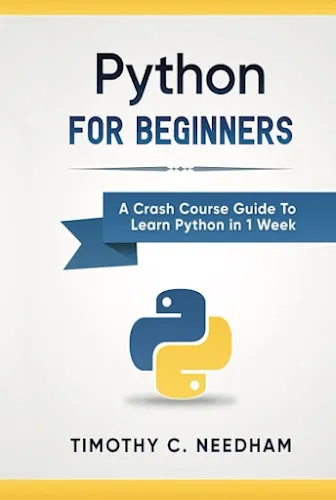 Python
FOR BEGINNERS
A Crash Course Guide To
Learn Python in 1 Week
TIMOTHY C. NEEDHAM